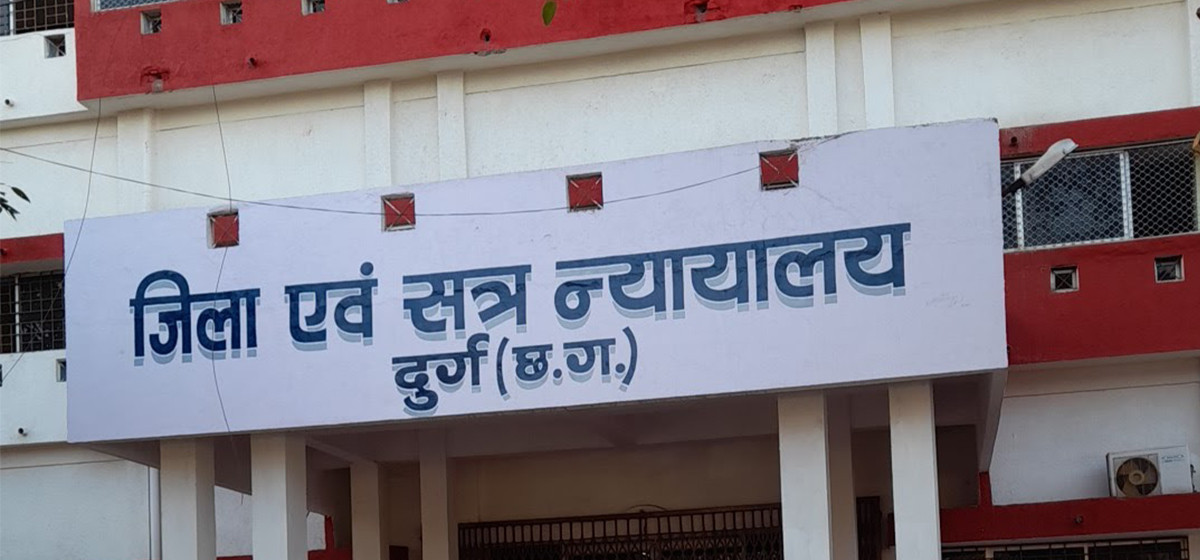 जिला एवं सत्र न्यायालय
दुर्ग (छ.ग.)